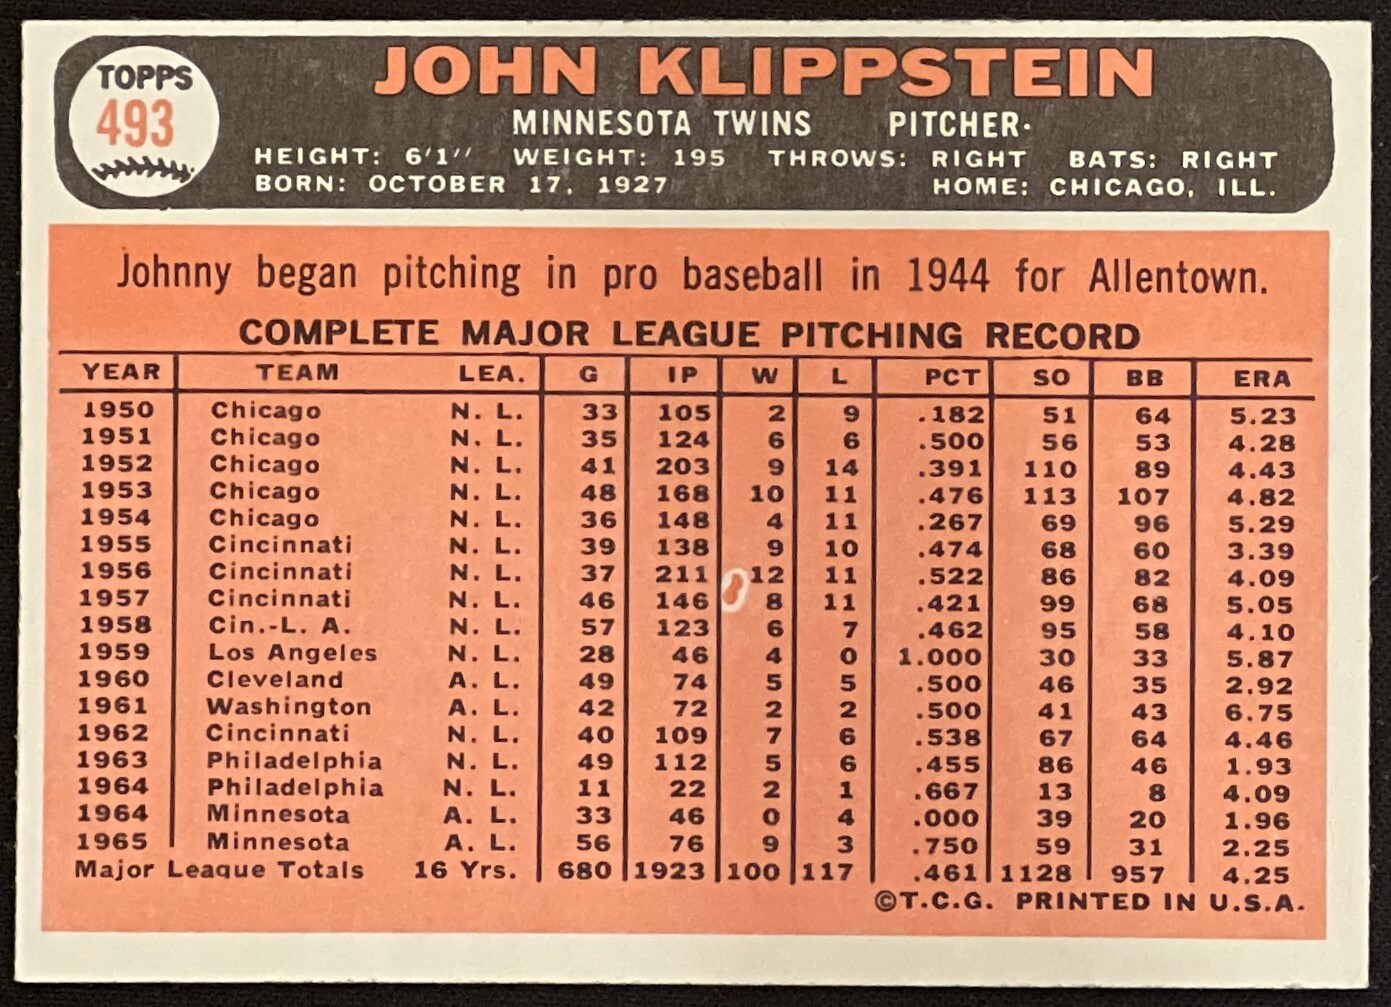 TOPPS
493
JOHN KLIPPSTEIN
MINNESOTA TWINS PITCHER·
HEIGHT: 6'1" WEIGHT: 195 THROWS: RIGHT BATS: RIGHT
BORN: OCTOBER 17, 1927 HOME: CHICAGO, ILL.
Johnny began pitching in pro baseball in 1944 for Allentown.
COMPLETE MAJOR LEAGUE PITCHING RECORD
YEAR TEAM LEA. G IP W L PCT SO BB ERA
1950 Chicago N. L. 33 105 2 9 .182 51 64 5.23
1951 Chicago N. L. 35 124 6 6 .500 56 53 4.28
1952 Chicago N. L. 41 203 9 14 .391 110 89 4.43
1953 Chicago N. L. 48 168 10 11 .476 113 107 4.82
1954 Chicago N. L. 36 148 4 11 .267 69 96 5.29
1955 Cincinnati N. L. 39 138 9 10 .474 68 60 3.39
1956 Cincinnati N. L. 37 211 12 11 .522 86 82 4.09
1957 Cincinnati N. L. 46 146 8 11 .421 99 68 5.05
1958 Cin.-L. A. N. L. 57 123 6 7 .462 95 58 4.10
1959 Los Angeles N. L. 28 46 4 0 1.000 30 33 5.87
1960 Cleveland A. L. 49 74 5 5 .500 46 35 2.92
1961 Washington A. L. 42 72 2 2 .500 41 43 6.75
1962 Cincinnati N. L. 40 109 7 6 .538 67 64 4.46
1963 Philadelphia N. L. 49 112 5 6 .455 86 46 1.93
1964 Philadelphia N. L. 11 22 2 1 .667 13 8 4.09
1964 Minnesota A. L. 33 46 0 4 .000 39 20 1.96
1965 Minnesota A. L. 56 76 9 3 .750 59 31 2.25
Major League Totals 16 Yrs. 680 1923 100 117 .461 1128 957 4.25
©T.C.G. PRINTED IN U.S.A.